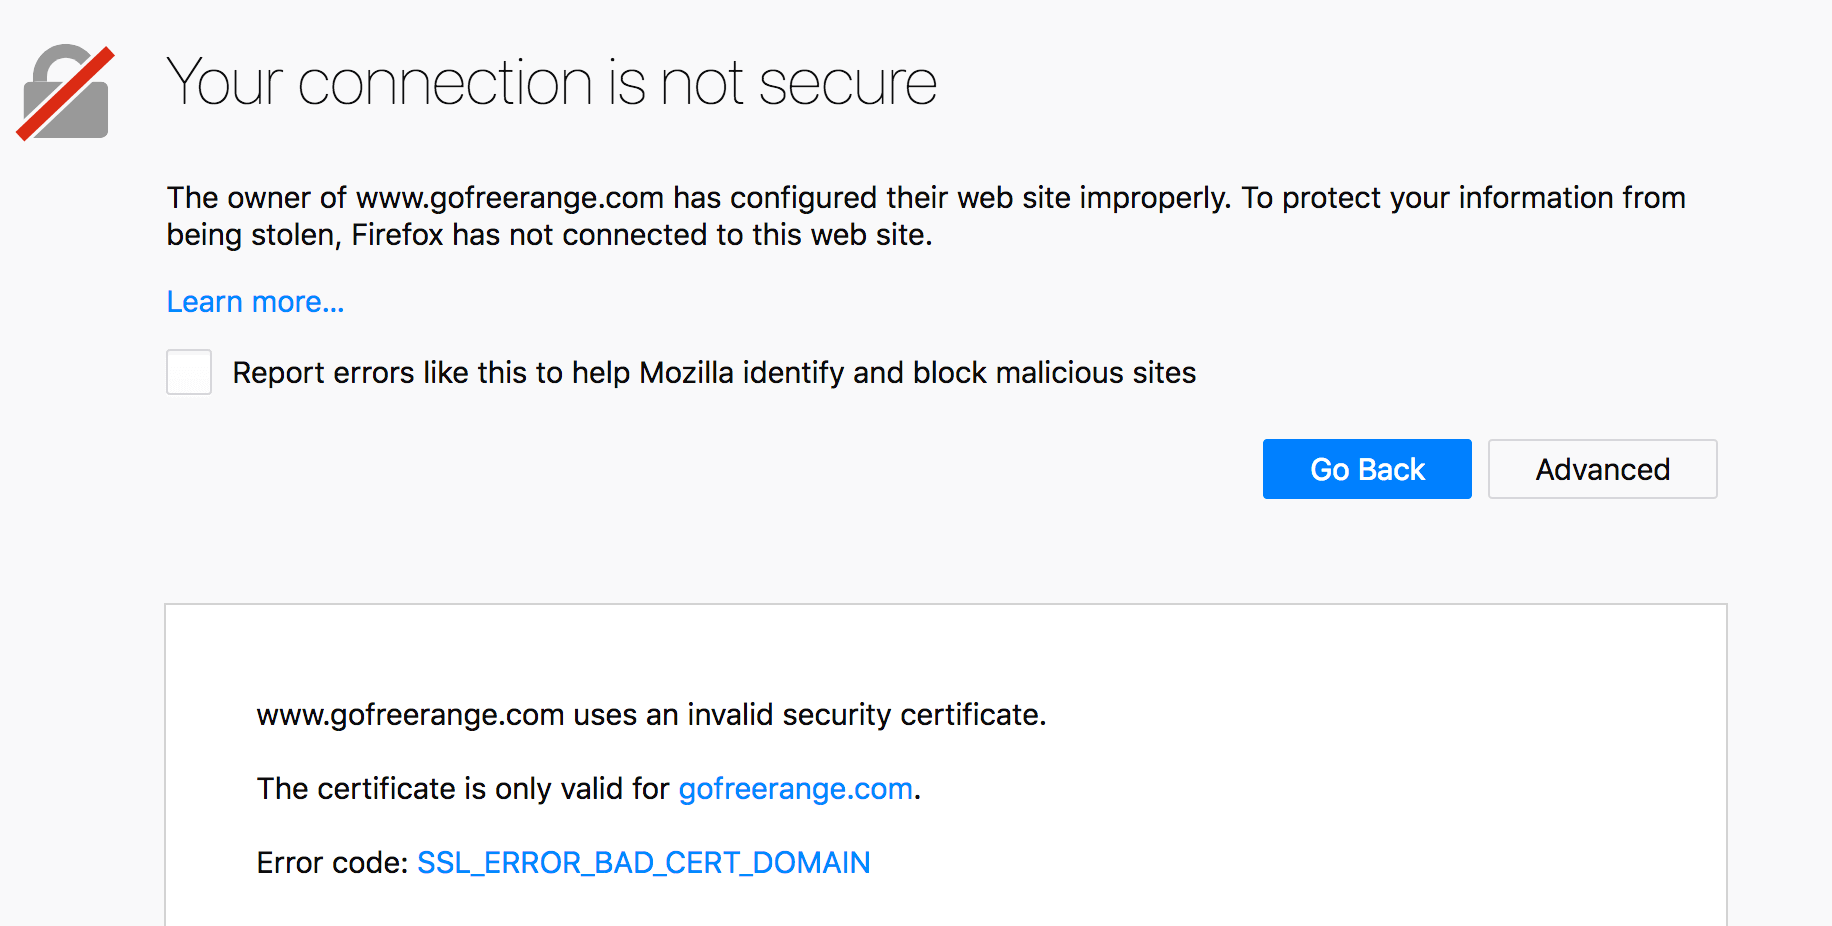 Your connection is not secure
The owner of www.gofreerange.com has configured their web site improperly. To protect your information from
being stolen, Firefox has not connected to this web site.
Learn more...
Report errors like this to help Mozilla identify and block malicious sites
Go Back
Advanced
www.gofreerange.com uses an invalid security certificate.
The certificate is only valid for gofreerange.com.
Error code: SSL_ERROR_BAD_CERT_DOMAIN